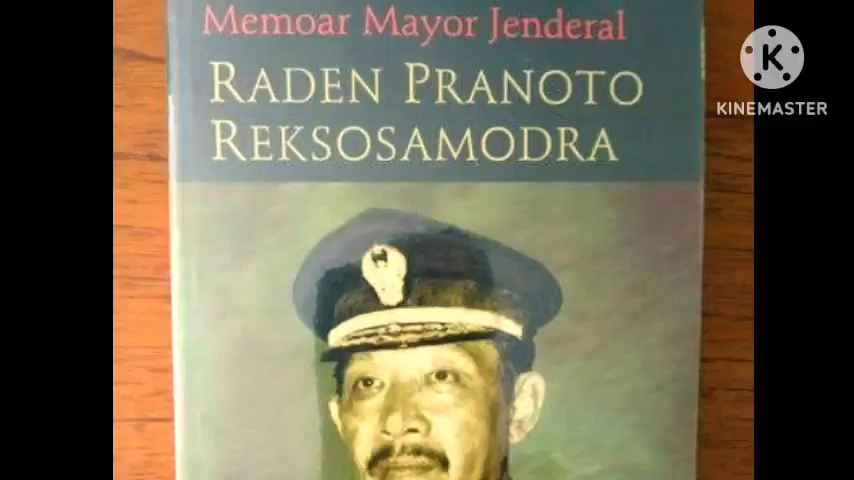 Memoar Mayor Jenderal
RADEN PRANOTO
REKSOSAMODRA
K
KINEMASTER